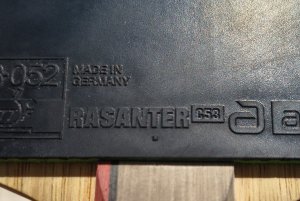 -052
MADE IN
GERMANY
RASANTER C53